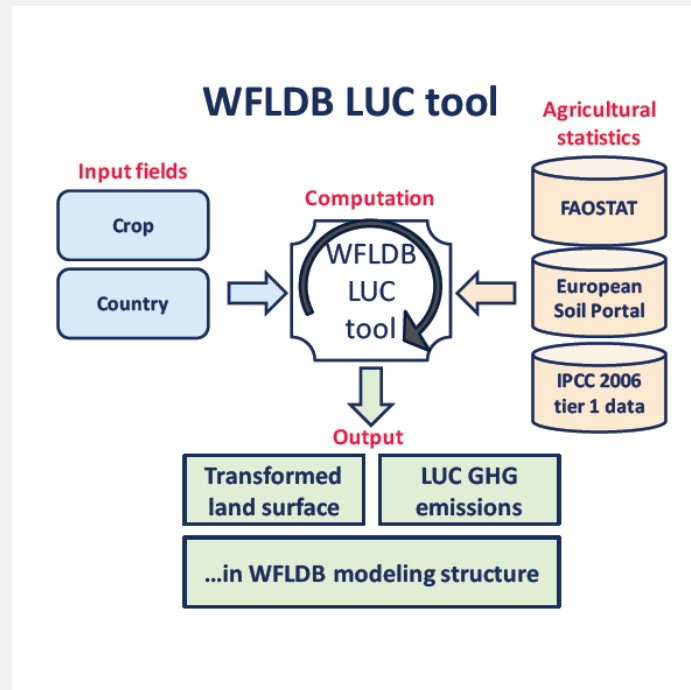 WFLDB LUC tool
Input fields
Crop
Country
Computation
WFLDB
LUC
tool
Agricultural
statistics
FAOSTAT
European
Soil Portal
IPCC 2006
tier 1 data
Output
Transformed
land surface
LUC GHG
emissions
...in WFLDB modeling structure